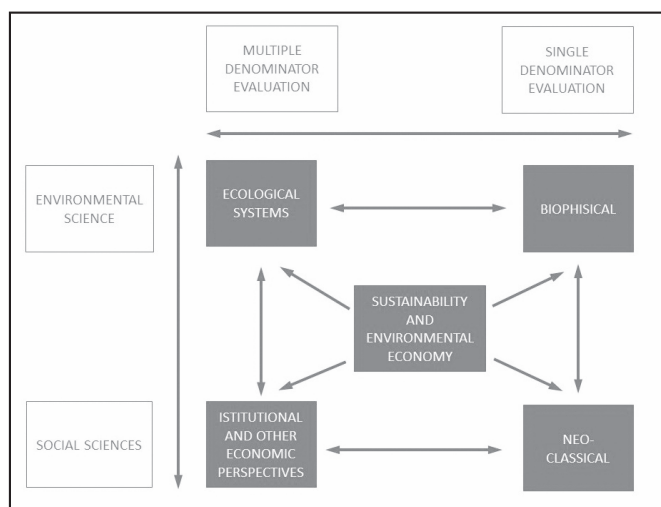 MULTIPLE
DENOMINATOR
EVALUATION
SINGLE
DENOMINATOR
EVALUATION
ENVIRONMENTAL
SCIENCE
ECOLOGICAL
SYSTEMS
BIOPHISICAL
SUSTAINABILITY
AND
ENVIRONMENTAL
ECONOMY
SOCIAL SCIENCES
ISTITUTIONAL
AND OTHER
ECONOMIC
PERSPECTIVES
NEO-
CLASSICAL